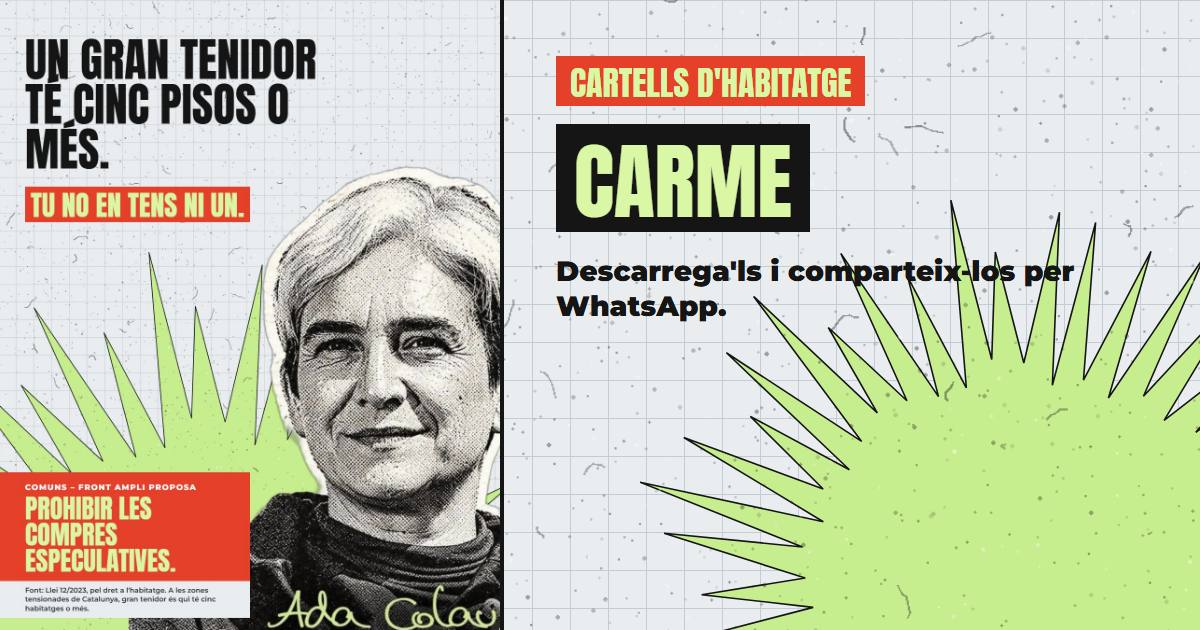 UN GRAN TENIDOR
TÉ CINC PISOS O
MÉS.
TU NO EN TENS NI UN.
COMUNS – FRONT AMPLI PROPOSA
PROHIBIR LES
COMPRES
ESPECULATIVES.
Font: Llei 12/2023, pel dret a l'habitatge. A les zones
tensionades de Catalunya, gran tenidor és qui té cinc
habitatges o més.
Ada Colau
CARTELLS D'HABITATGE
CARME
Descarrega'ls i comparteix-los per
WhatsApp.